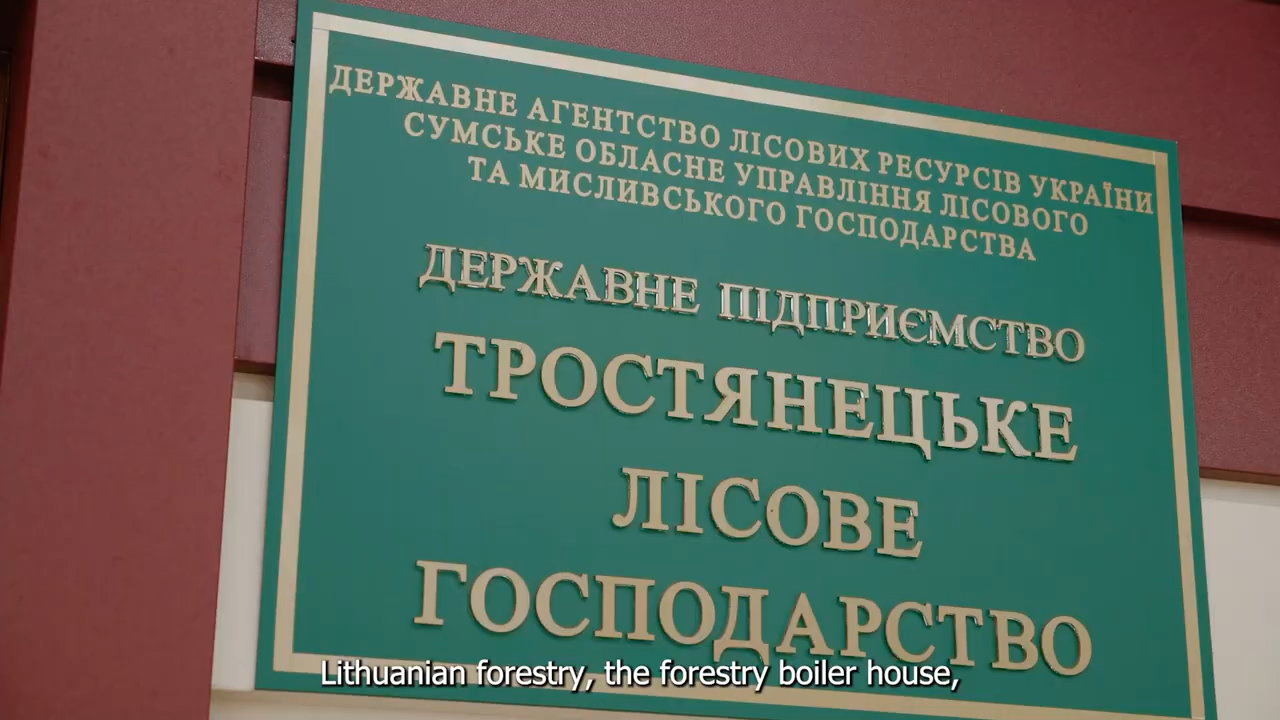 ДЕРЖАВНЕ АГЕНТСТВО ЛІСОВИХ РЕСУРСІВ УКРАЇНИ
СУМСЬКЕ ОБЛАСНЕ УПРАВЛІННЯ ЛІСОВОГО
ТА МИСЛИВСЬКОГО ГОСПОДАРСТВА
ДЕРЖАВНЕ ПІДПРИЄМСТВО
ТРОСТЯНЕЦЬКЕ
ЛІСОВЕ
ГОСПОДАРСТВО
Lithuanian forestry, the forestry boiler house,